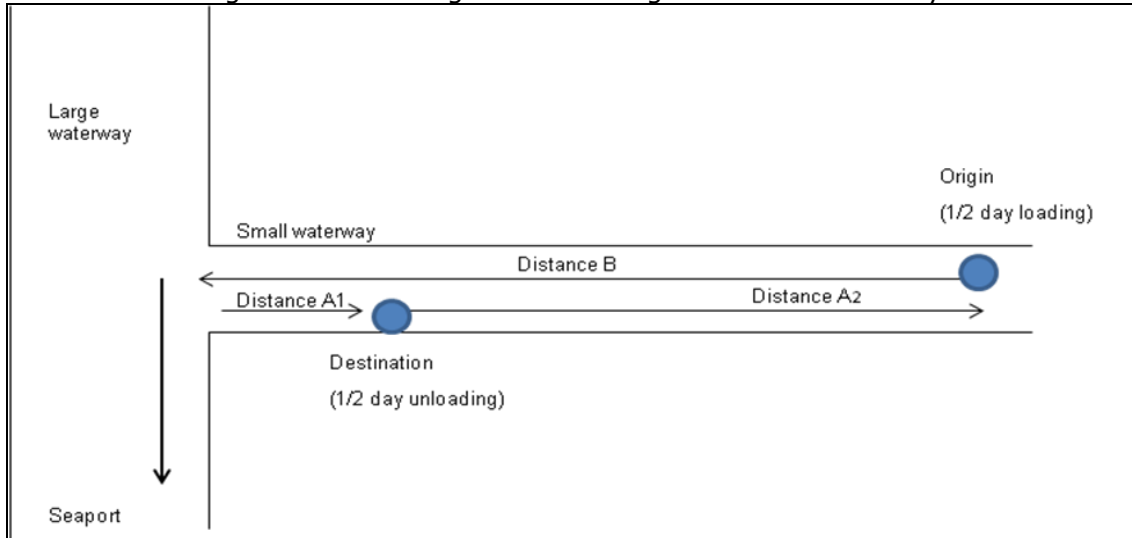 Large
waterway
Origin
(1/2 day loading)
Small waterway
Distance B
Distance A1
Distance A2
Destination
(1/2 day unloading)
Seaport